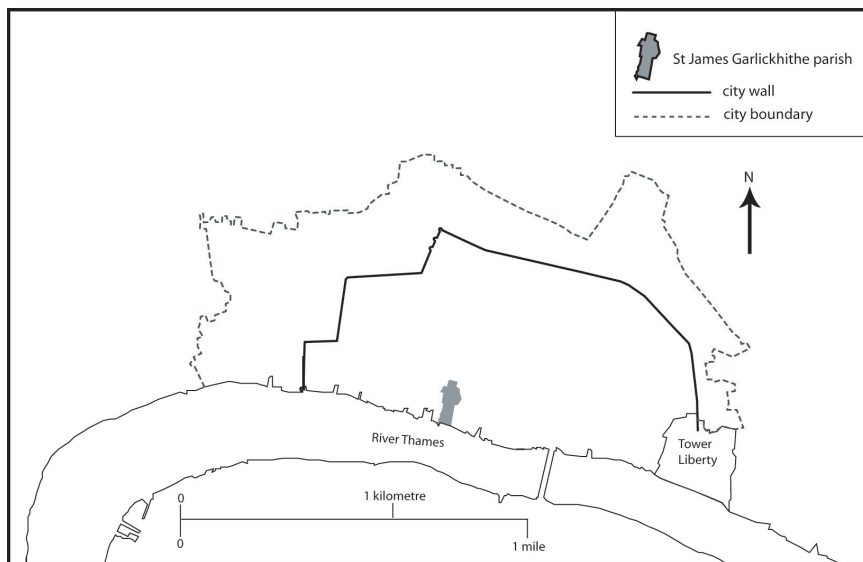 St James Garlickhithe parish
city wall
city boundary
N
River Thames
Tower
Liberty
0
1 kilometre
0
1 mile